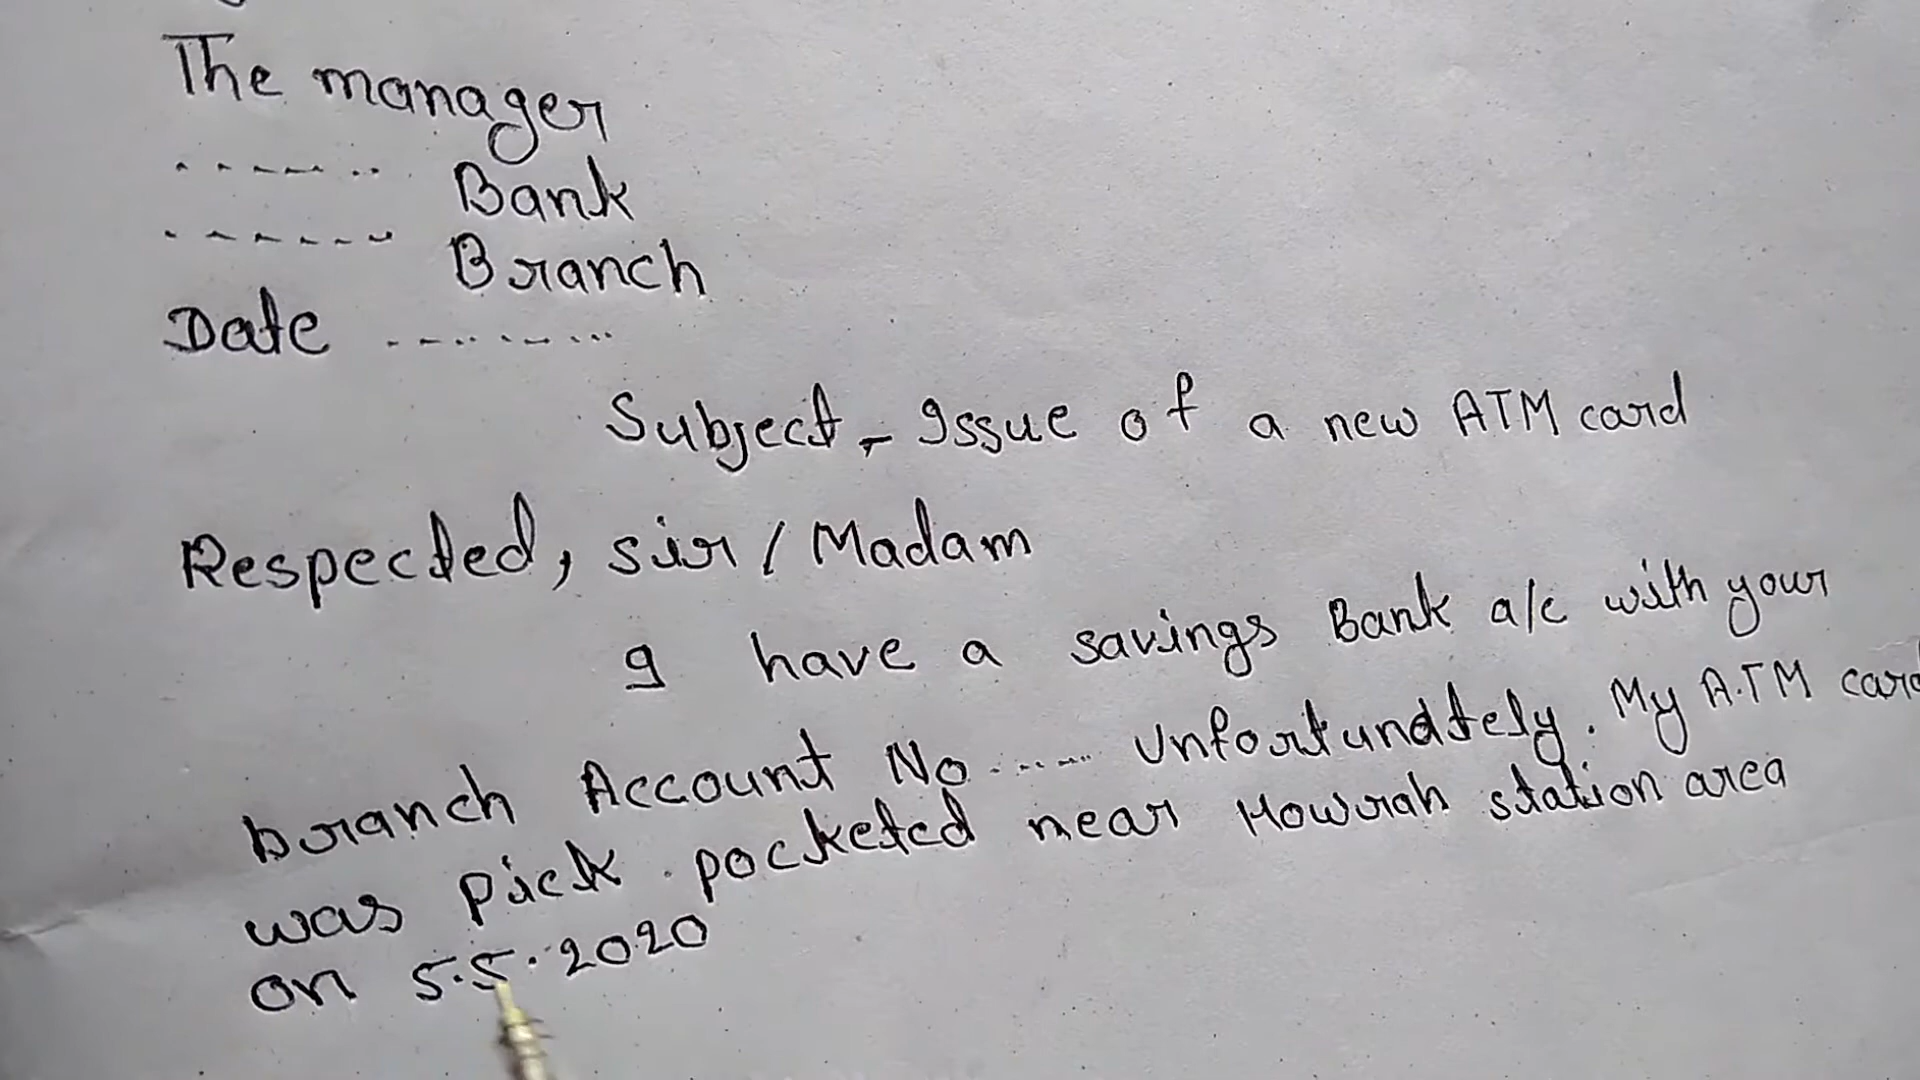 The manager
........ Bank
........ Branch
Date ..........
Subject - Issue of a new ATM card
Respected, sir / Madam
I have a savings Bank a/c with your
branch Account No ...... Unfortunately. My A.TM card
was pick pocketed near Howrah station area
on 5.5.2020